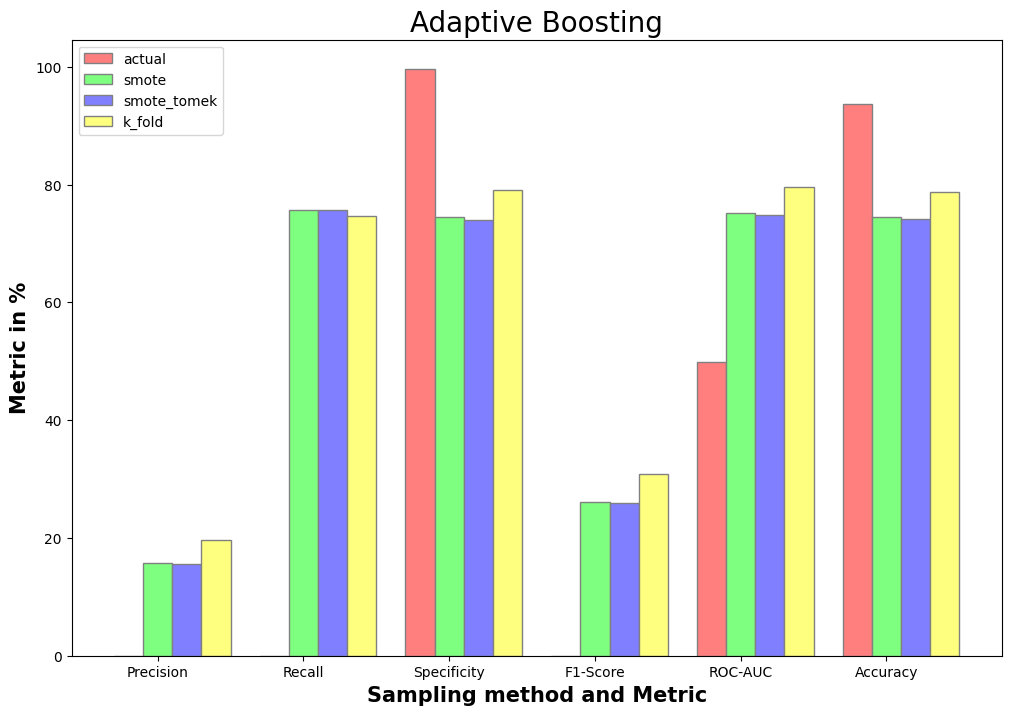 Adaptive Boosting
actual
smote
smote_tomek
k_fold
100
80
60
40
20
0
Metric in %
Precision
Recall
Specificity
F1-Score
ROC-AUC
Accuracy
Sampling method and Metric